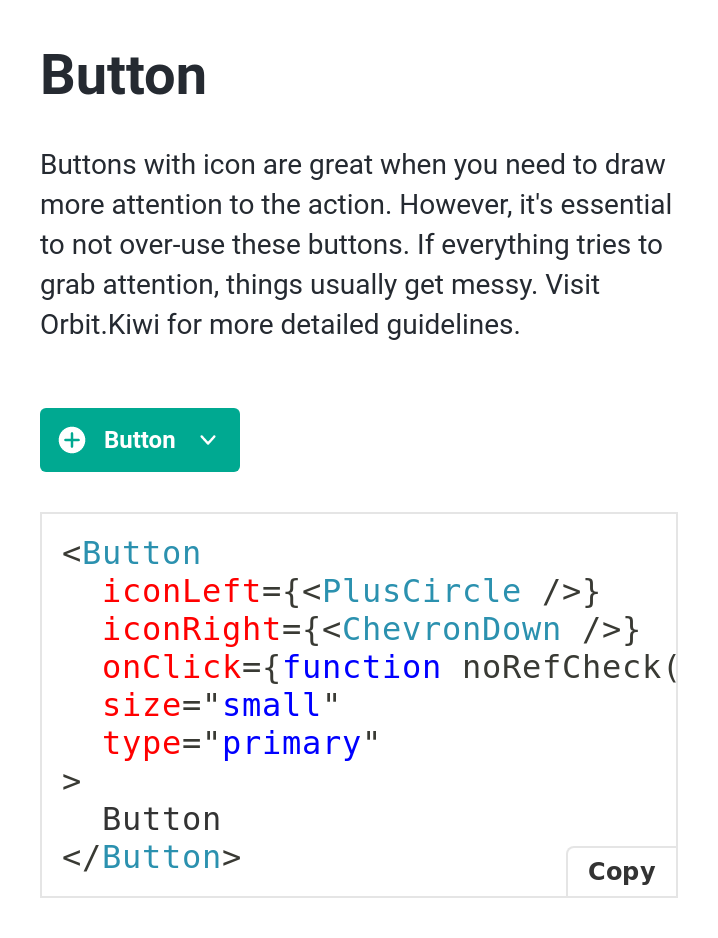 Button
Buttons with icon are great when you need to draw
more attention to the action. However, it's essential
to not over-use these buttons. If everything tries to
grab attention, things usually get messy. Visit
Orbit.Kiwi for more detailed guidelines.
Button
<Button
  iconLeft={<PlusCircle />}
  iconRight={<ChevronDown />}
  onClick={function noRefCheck(
  size="small"
  type="primary"
>
  Button
</Button>
Copy